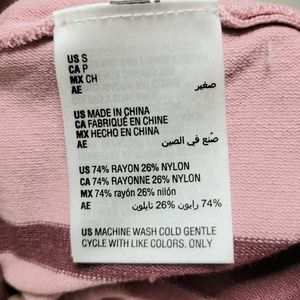 US S
CA P
MX CH
AE صغير
US MADE IN CHINA
CA FABRIQUÉ EN CHINE
MX HECHO EN CHINA
AE صنع في الصين
US 74% RAYON 26% NYLON
CA 74% RAYONNE 26% NYLON
MX 74% rayón 26% nilón
AE 74% رايون 26% نايلون
US MACHINE WASH COLD GENTLE
CYCLE WITH LIKE COLORS. ONLY